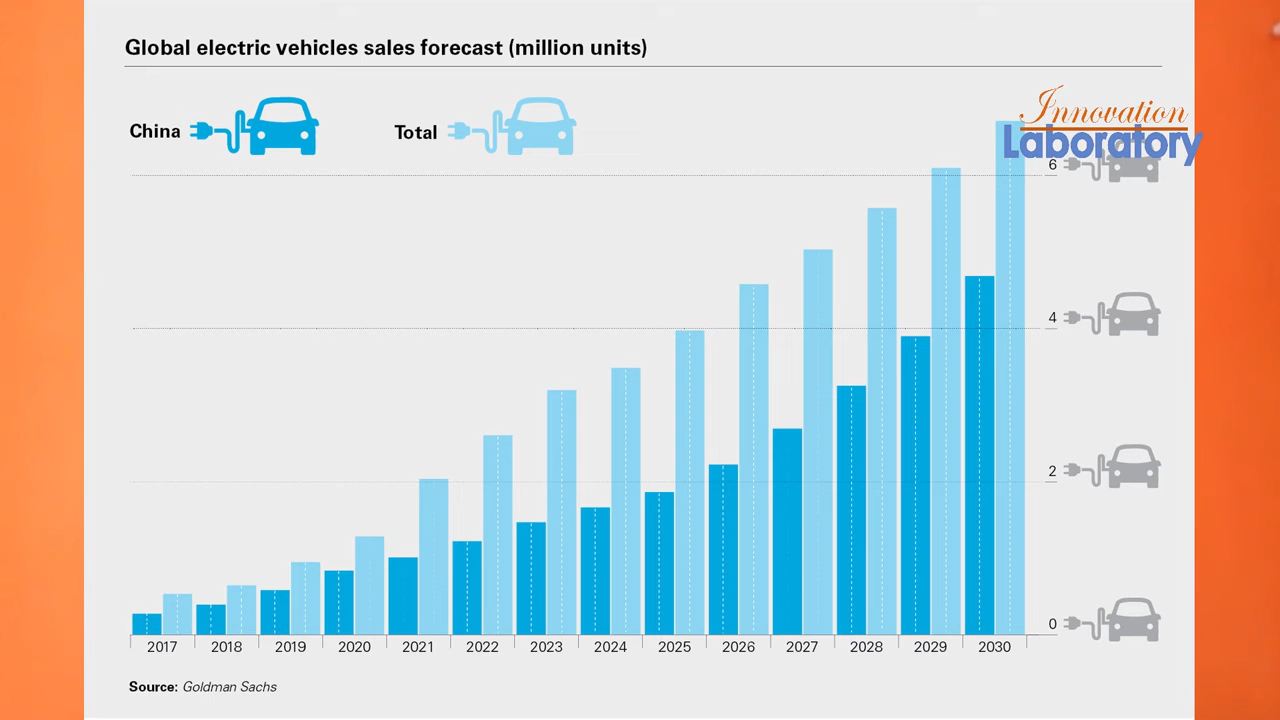 Global electric vehicles sales forecast (million units)
Innovation
Laboratory
China
Total
6
4
2
0
2017 2018 2019 2020 2021 2022 2023 2024 2025 2026 2027 2028 2029 2030
Source: Goldman Sachs